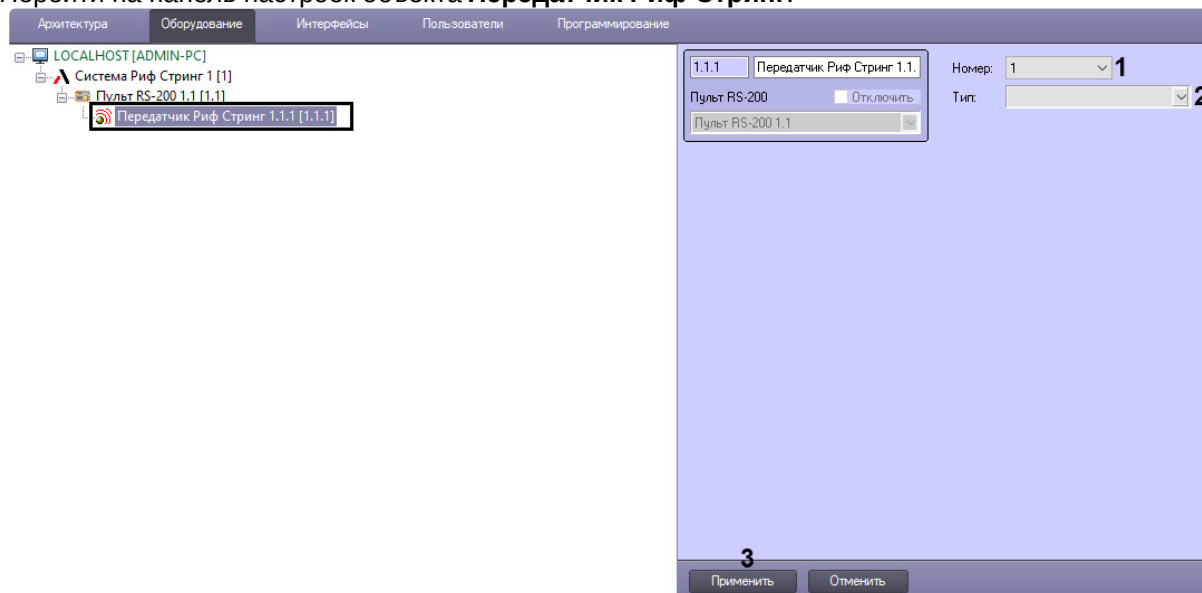 Перейти на панель настроек объекта Передатчик Риф Стринг.
Архитектура Оборудование Интерфейсы Пользователи Программирование
LOCALHOST [ADMIN-PC]
Система Риф Стринг 1 [1]
Пульт RS-200 1.1 [1.1]
Передатчик Риф Стринг 1.1.1 [1.1.1]
1.1.1 Передатчик Риф Стринг 1.1. Номер: 1 1
Пульт RS-200 Отключить Тип: 2
Пульт RS-200 1.1
3
Применить Отменить